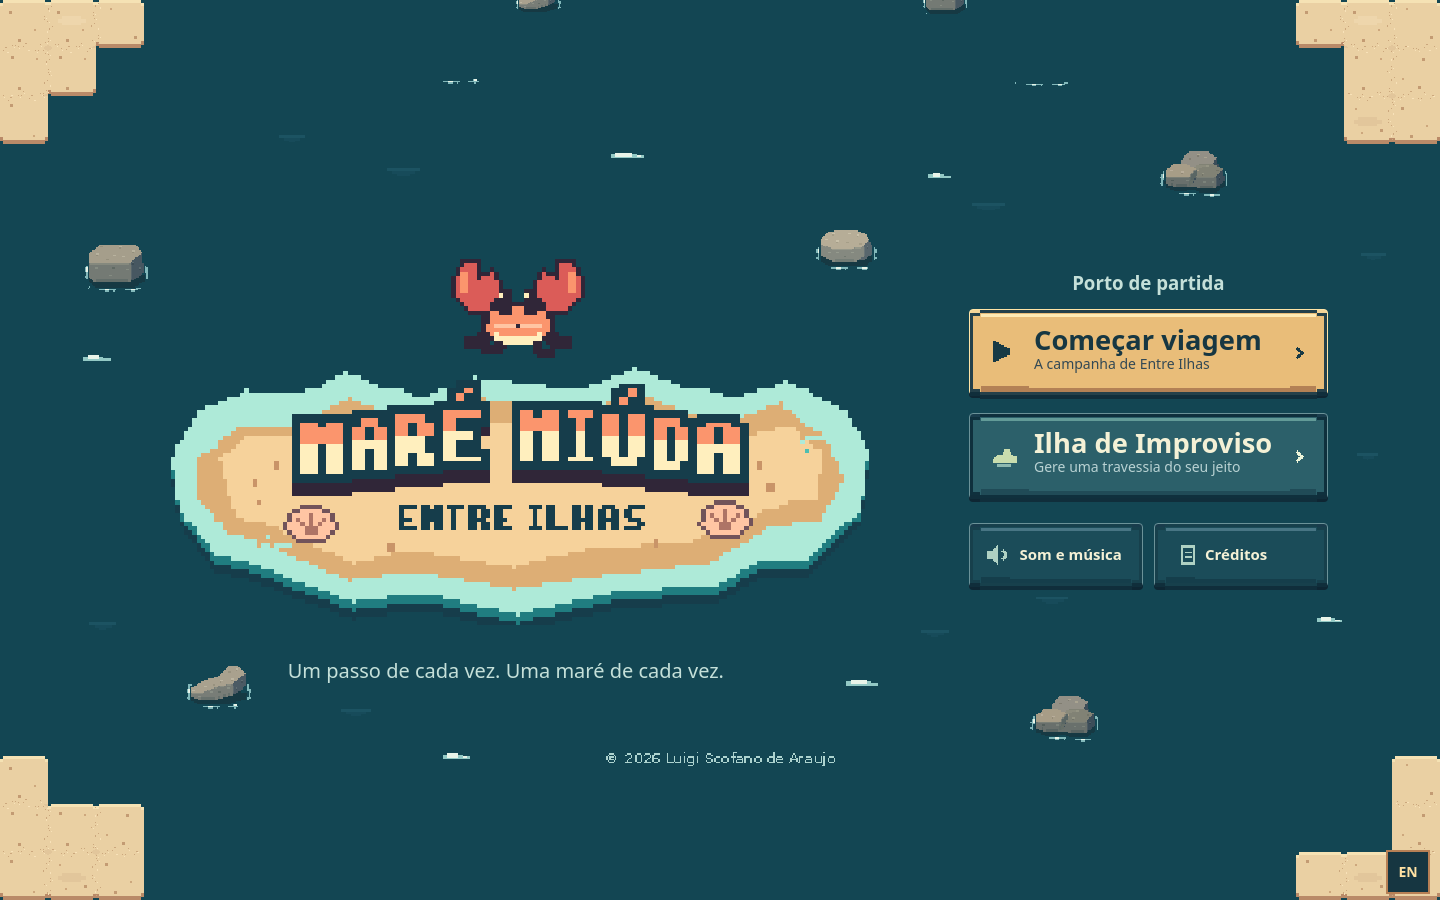 MARÉ MIÚDA
ENTRE ILHAS
Um passo de cada vez. Uma maré de cada vez.
Porto de partida
Começar viagem
A campanha de Entre Ilhas
Ilha de Improviso
Gere uma travessia do seu jeito
Som e música
Créditos
© 2026 Luigi Scofano de Araujo
EN